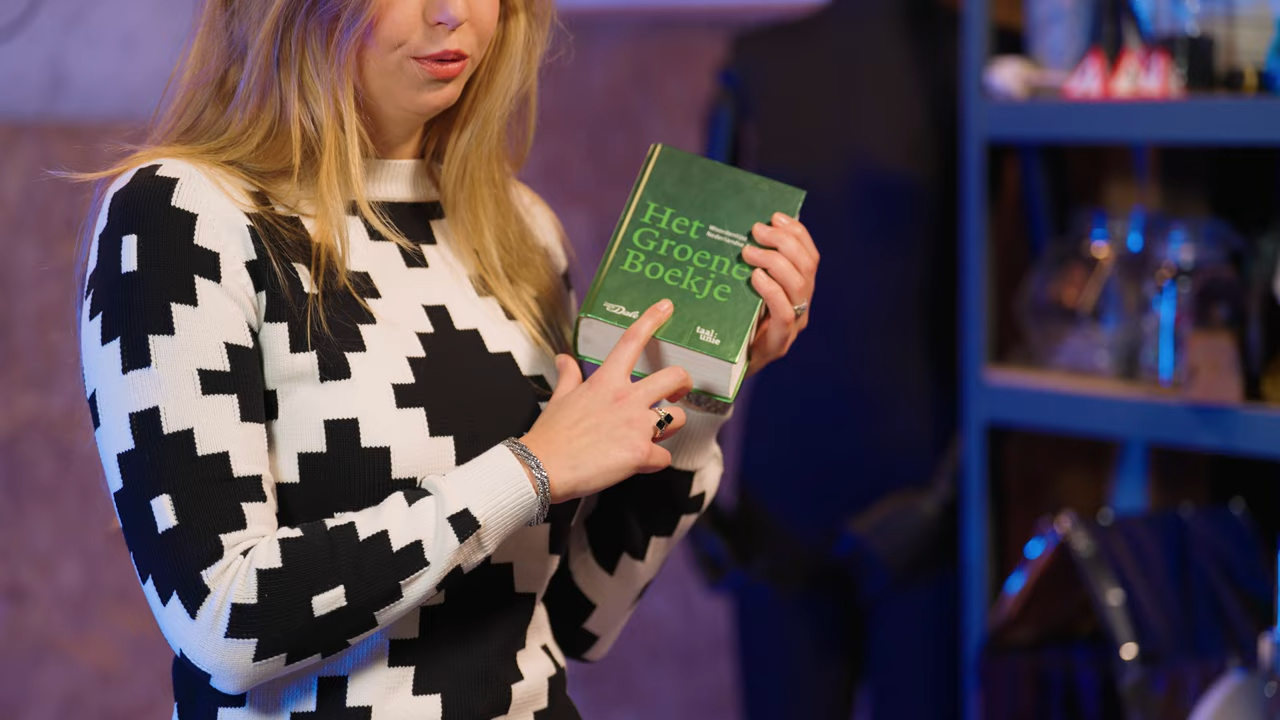 Het
Groene
Boekje
Van Dale
taal:
unie